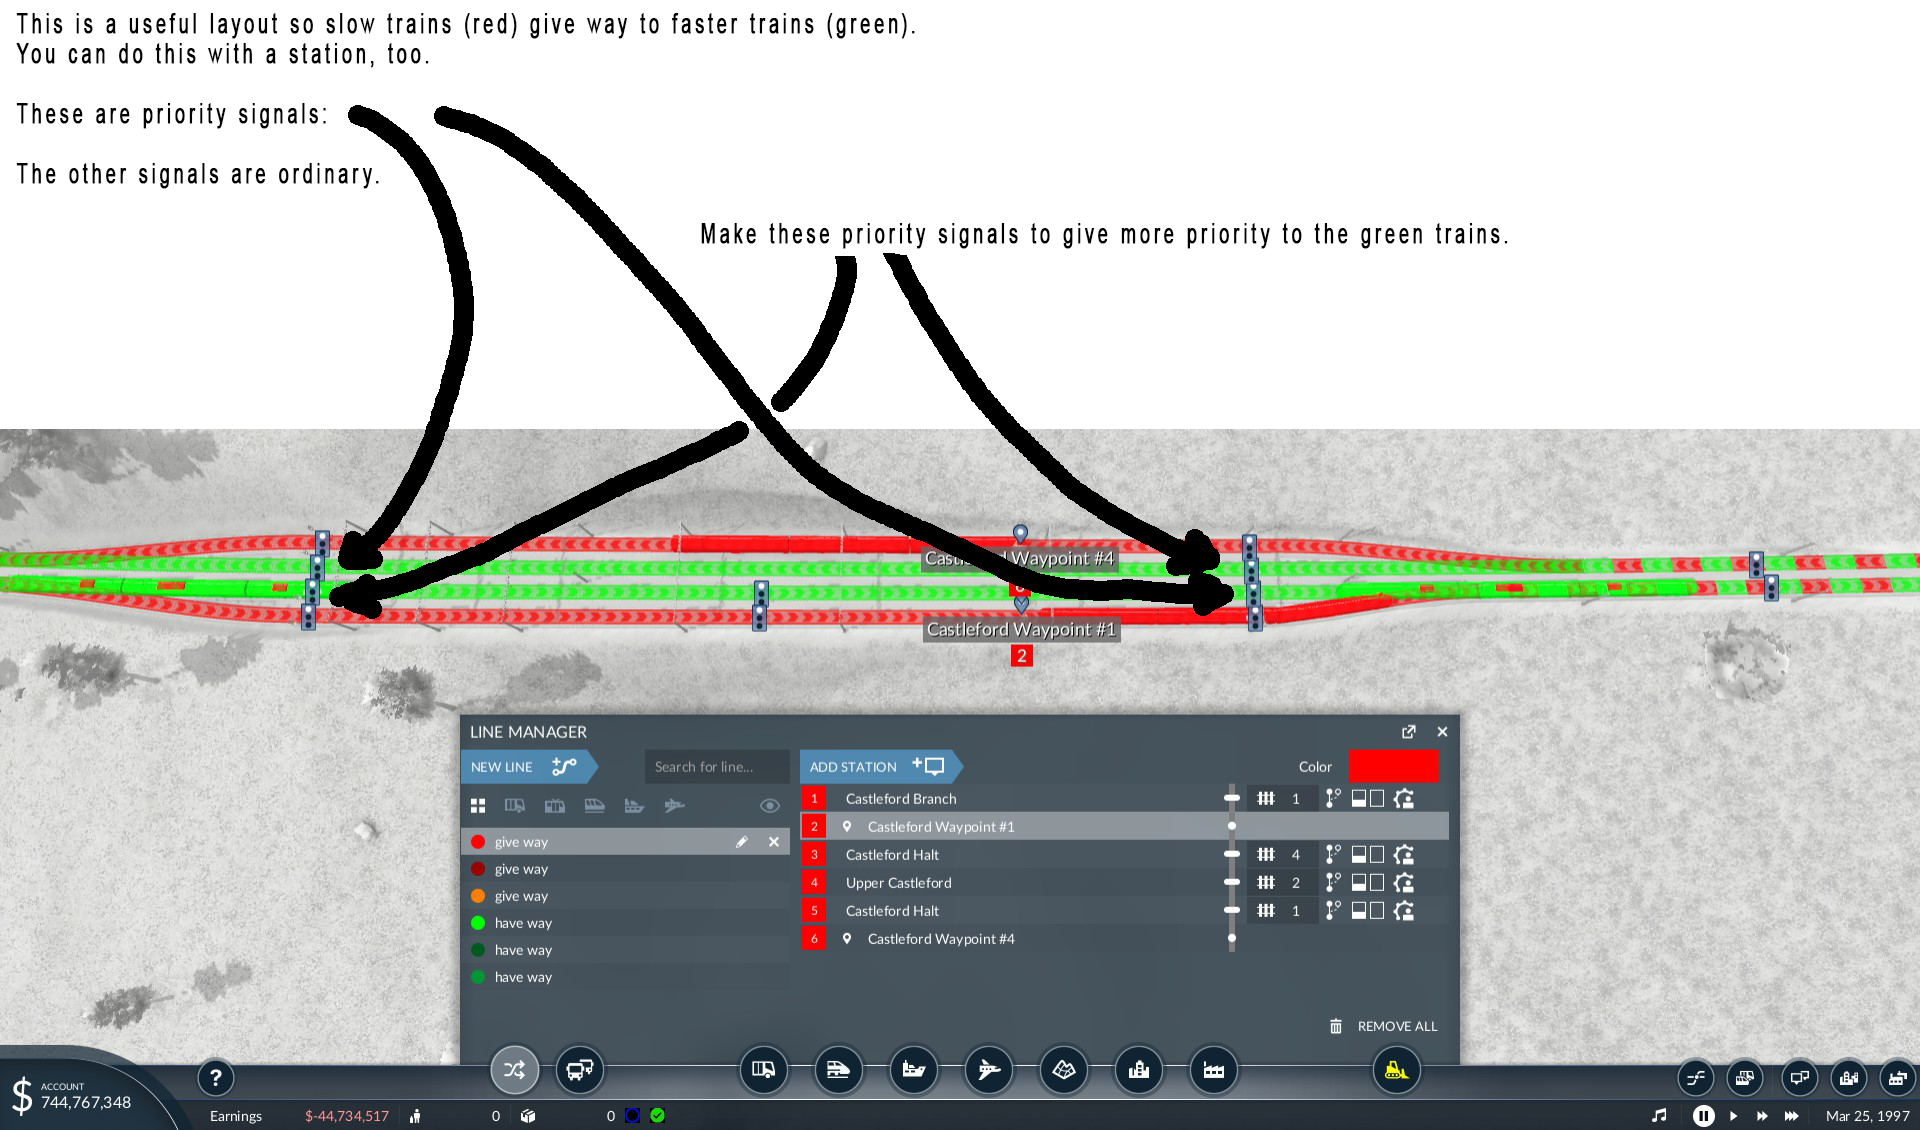 This is a useful layout so slow trains (red) give way to faster trains (green).
You can do this with a station, too.
These are priority signals:
The other signals are ordinary.
Make these priority signals to give more priority to the green trains.
Waypoint #4
Castleford Waypoint #1
2
LINE MANAGER
NEW LINE
Search for line...
ADD STATION
Color
1 Castleford Branch 1
2 Castleford Waypoint #1
3 Castleford Halt 4
4 Upper Castleford 2
5 Castleford Halt 1
6 Castleford Waypoint #4
give way
give way
give way
have way
have way
have way
REMOVE ALL
?
$ ACCOUNT
744,767,348
Earnings $-44,734,517 0 0
Mar 25, 1997